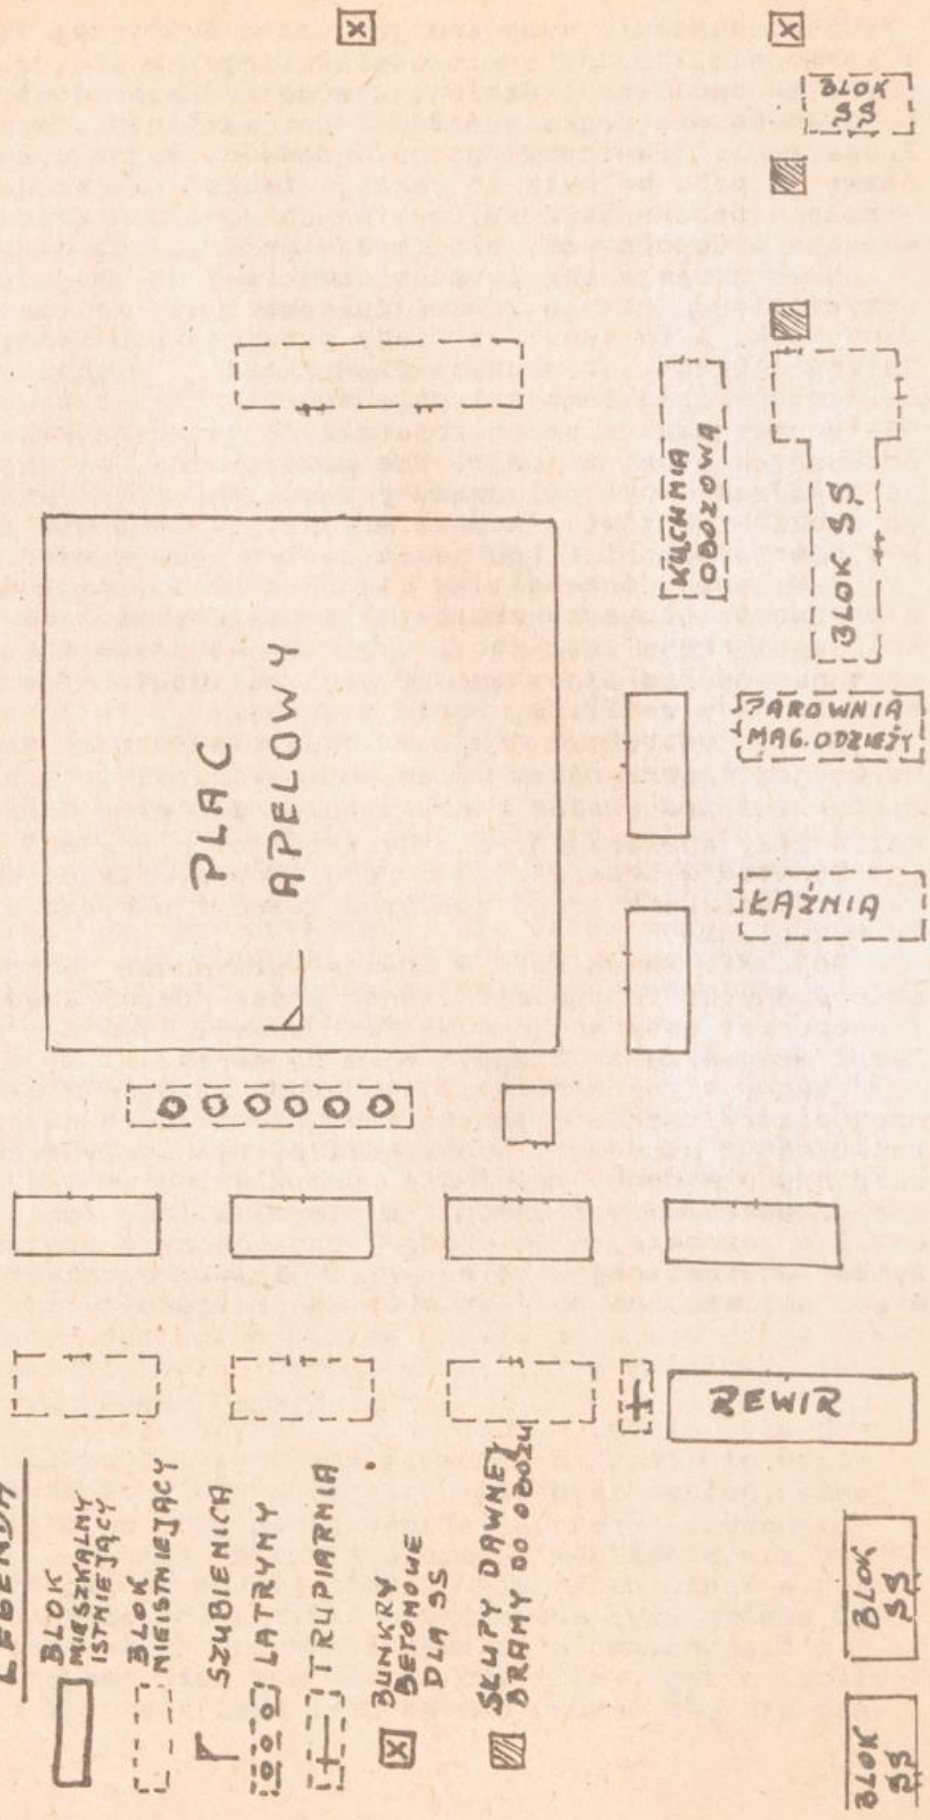 LEGENDA
BLOK
MIESZKALNY
ISTNIEJĄCY
BLOK
NIEISTNIEJĄCY
SZUBIENICA
LATRYNY
TRUPIARNIA
BUNKRY
BETONOWE
DLA SS
SŁUPY DAWNEJ
BRAMY DO OBOZU
PLAC
APELOWY
KUCHNIA
OBOZOWA
BLOK
SS
BLOK SS
PAROWNIA
MAG. ODZIEŻY
ŁAŹNIA
REWIR
BLOK
SS
BLOK
SS